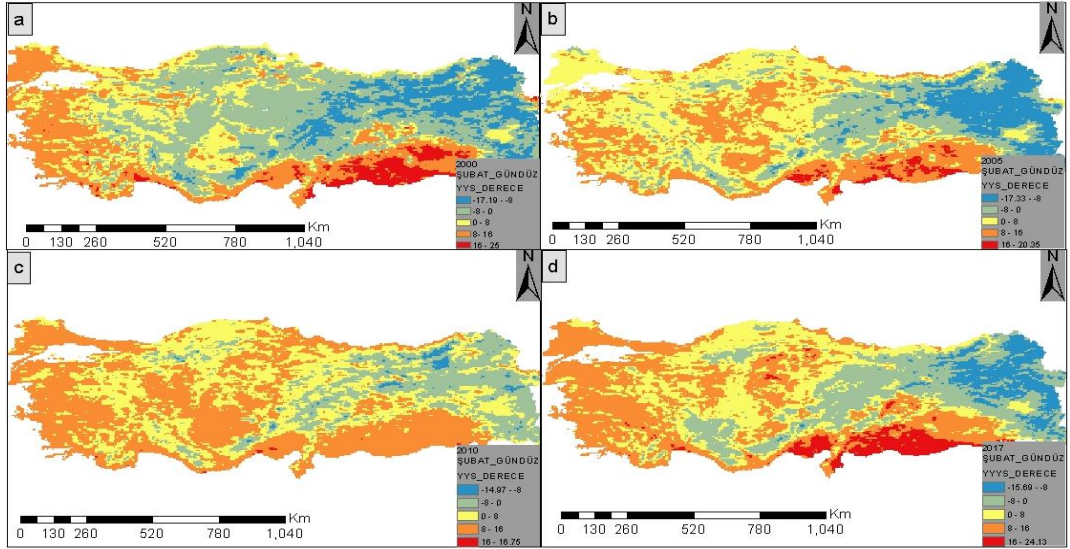 a
N
2000
ŞUBAT_GÜNDÜZ
YYS_DERECE
-17.19 - -8
-8 - 0
0 - 8
8 - 16
16 - 25
Km
0 130 260 520 780 1,040
b
N
2005
ŞUBAT_GÜNDÜZ
YYS_DERECE
-17.33 - -8
-8 - 0
0 - 8
8 - 16
16 - 20.35
Km
0 130 260 520 780 1,040
c
N
2010
ŞUBAT_GÜNDÜZ
YYS_DERECE
-14.97 - -8
-8 - 0
0 - 8
8 - 16
16 - 16.75
Km
0 130 260 520 780 1,040
d
N
2017
ŞUBAT_GÜNDÜZ
YYYS_DERECE
-15.69 - -8
-8 - 0
0 - 8
8 - 16
16 - 24.13
Km
0 130 260 520 780 1,040